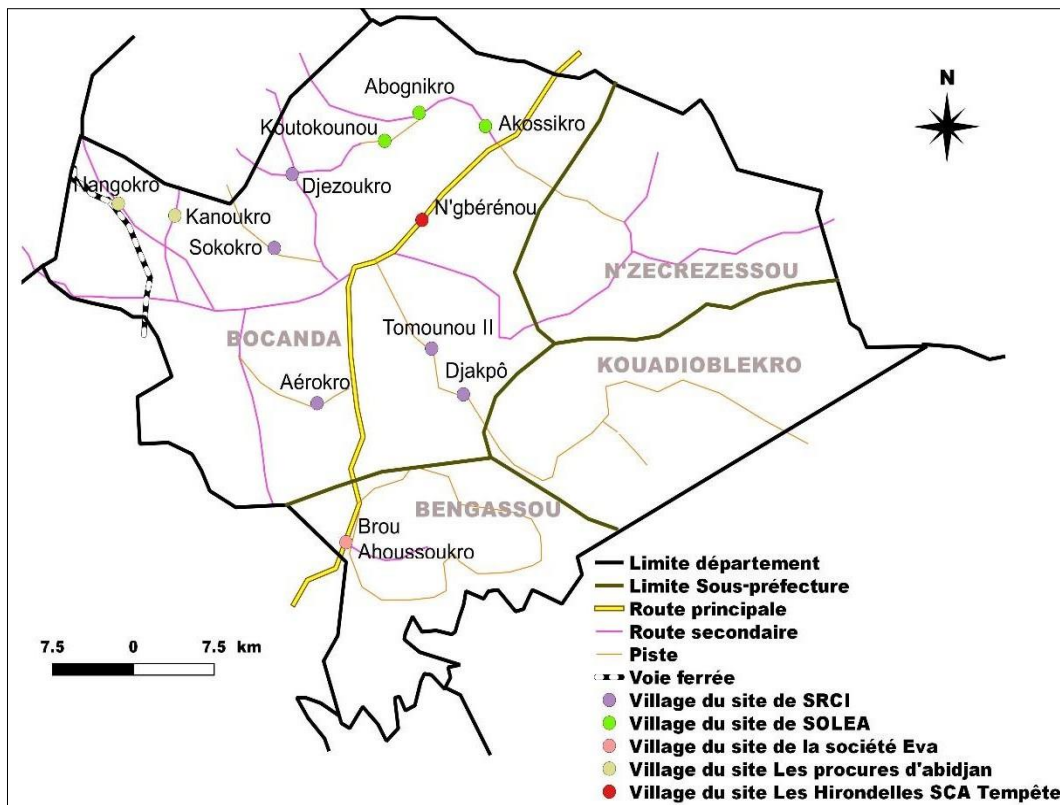 N
Abognikro
Koutokounou
Akossikro
Djezoukro
Nangokro
Kanoukro
N'gbérénou
Sokokro
N'ZECREZESSOU
BOCANDA
Tomounou II
KOUADIOBLEKRO
Djakpô
Aérokro
BENGASSOU
Brou
Ahoussoukro
7.5 0 7.5 km
Limite département
Limite Sous-préfecture
Route principale
Route secondaire
Piste
Voie ferrée
Village du site de SRCI
Village du site de SOLEA
Village du site de la société Eva
Village du site Les procures d'abidjan
Village du site Les Hirondelles SCA Tempête